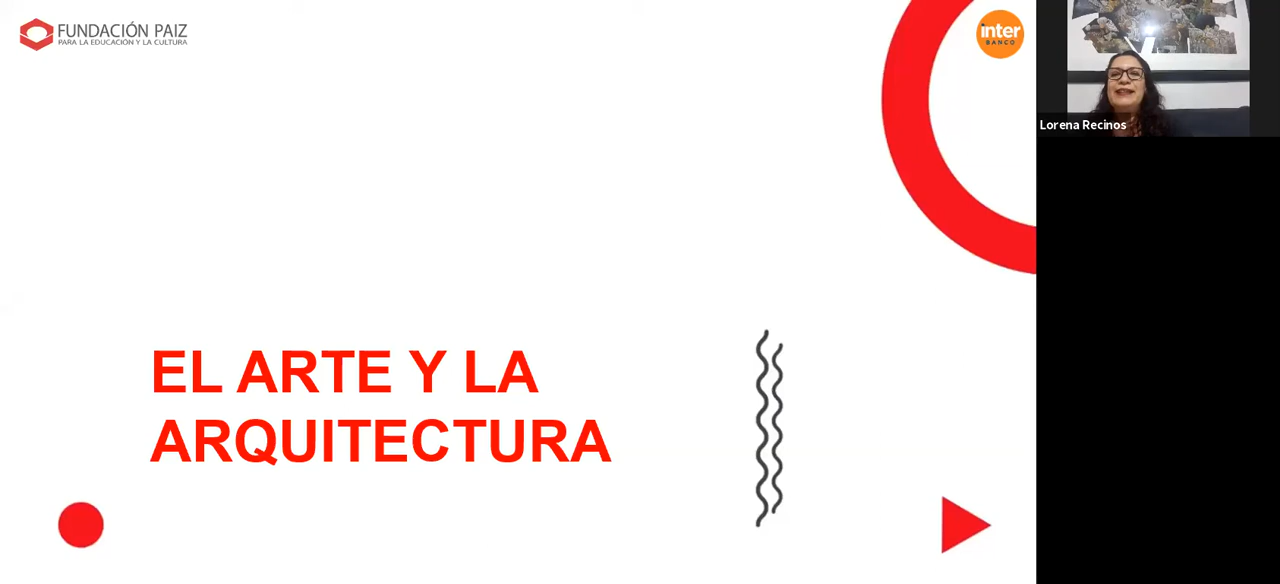 FUNDACIÓN PAIZ
PARA LA EDUCACIÓN Y LA CULTURA
inter
BANCO
Lorena Recinos
EL ARTE Y LA
ARQUITECTURA